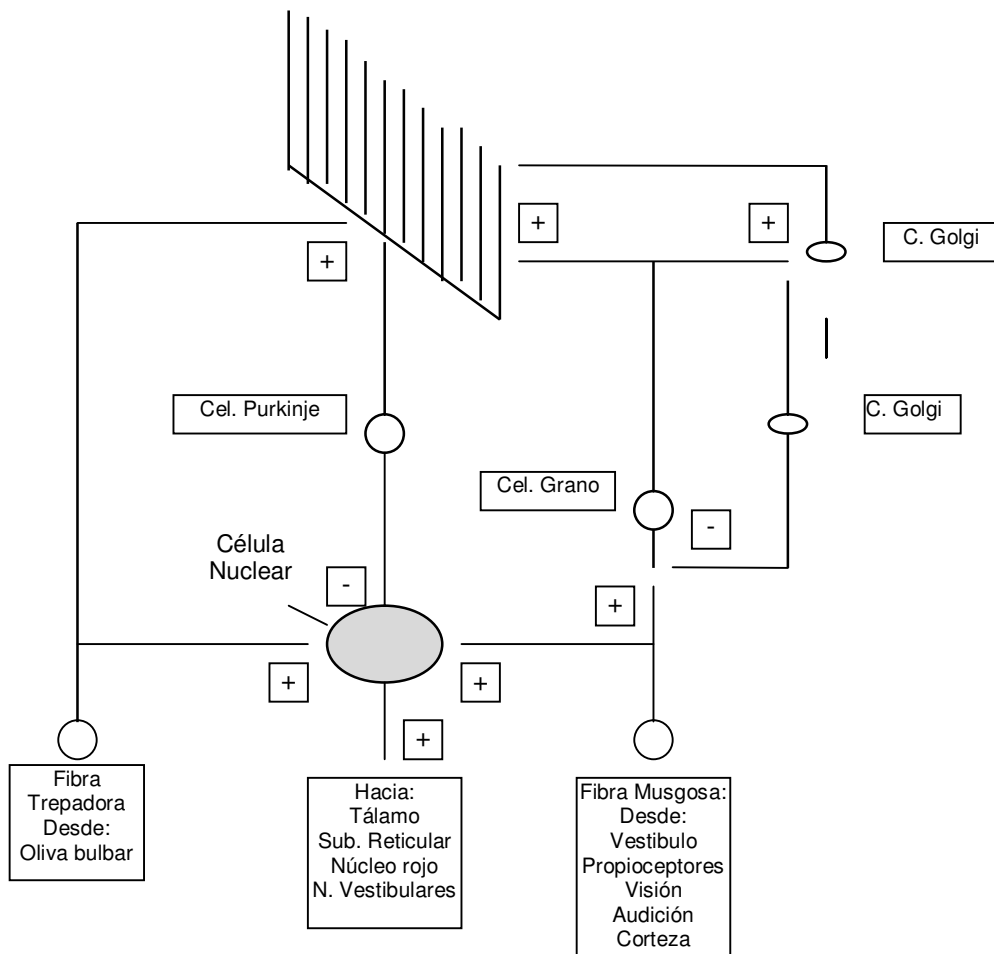 +
+
C. Golgi
+
Cel. Purkinje
C. Golgi
Cel. Grano
-
Célula
Nuclear
-
+
+
+
+
Fibra
Trepadora
Desde:
Oliva bulbar
Hacia:
Tálamo
Sub. Reticular
Núcleo rojo
N. Vestibulares
Fibra Musgosa:
Desde:
Vestibulo
Propioceptores
Visión
Audición
Corteza